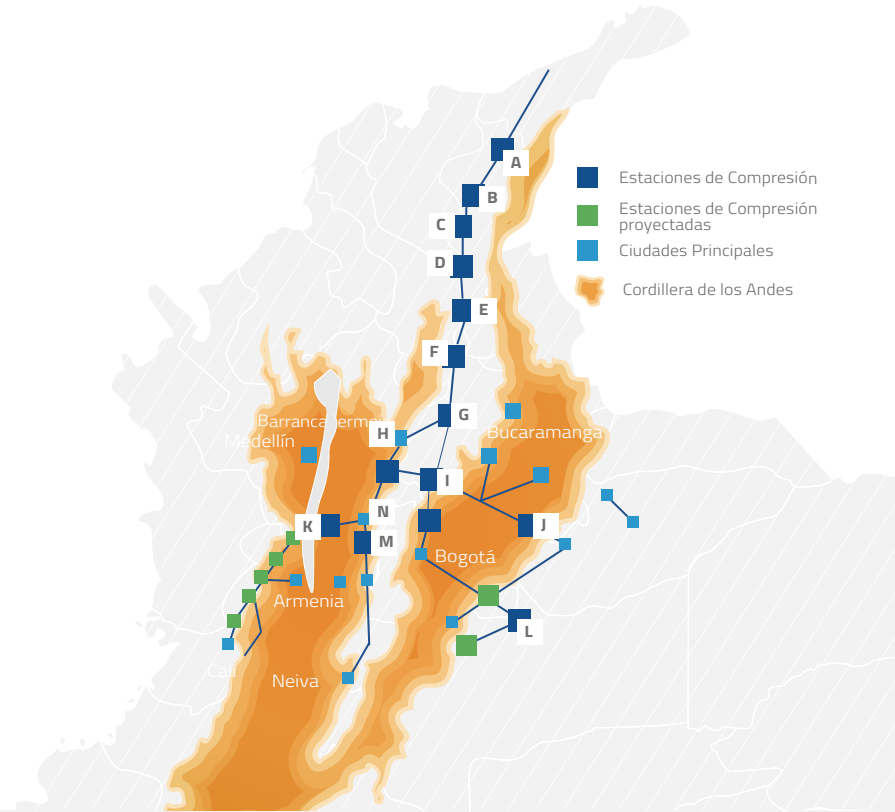 A
Estaciones de Compresión
B
Estaciones de Compresión
proyectadas
C
Ciudades Principales
D
Cordillera de los Andes
E
F
G
Barrancabermeja
H
Bucaramanga
Medellín
I
N
K
J
M
Bogotá
Armenia
L
Cali
Neiva